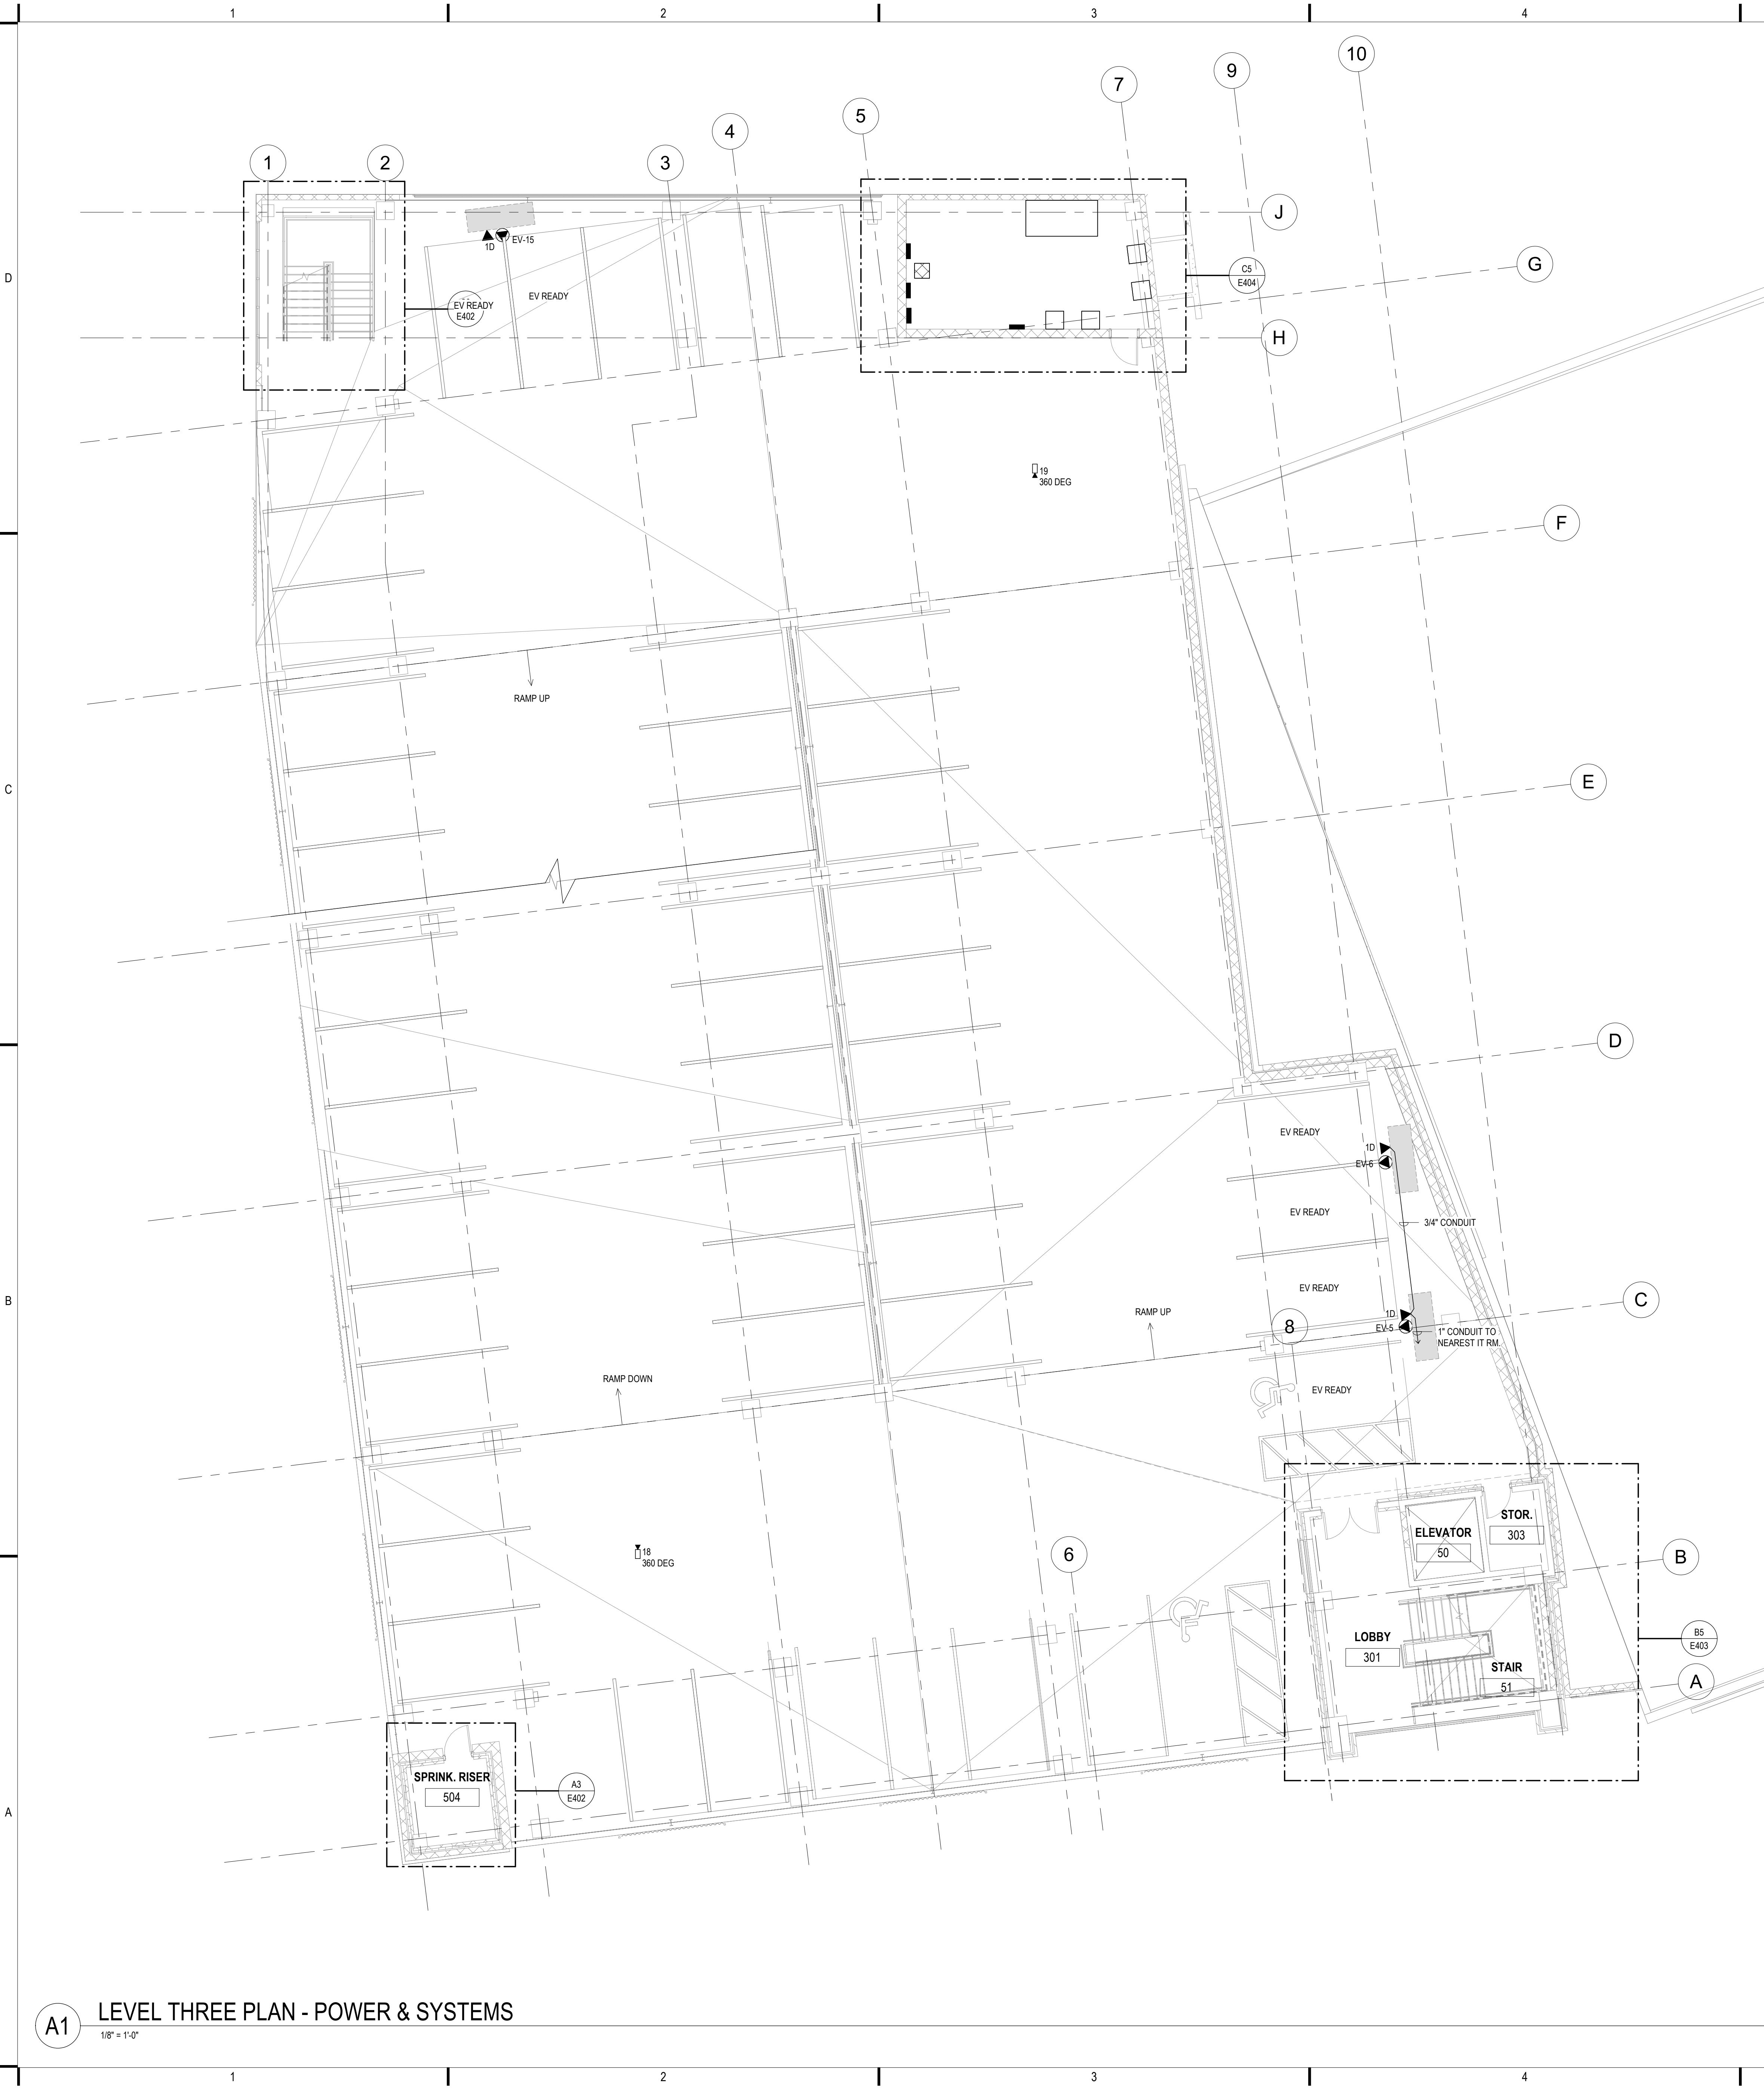 1 2 3 4
10
9
7
5
4
1 2 3
J
G
D
1D EV-15
EV READY
EV READY
E402
C5
E404
H
19
360 DEG
F
RAMP UP
E
C
D
EV READY
1D
EV-6
EV READY
3/4" CONDUIT
EV READY
B
C
RAMP UP
1D
8
EV-5
1" CONDUIT TO
NEAREST IT RM.
RAMP DOWN
EV READY
STOR.
303
ELEVATOR
50
18
360 DEG
6
B
LOBBY
301
B5
E403
STAIR
51
A
SPRINK. RISER
504
A3
E402
A
A1
LEVEL THREE PLAN - POWER & SYSTEMS
1/8" = 1'-0"
1 2 3 4